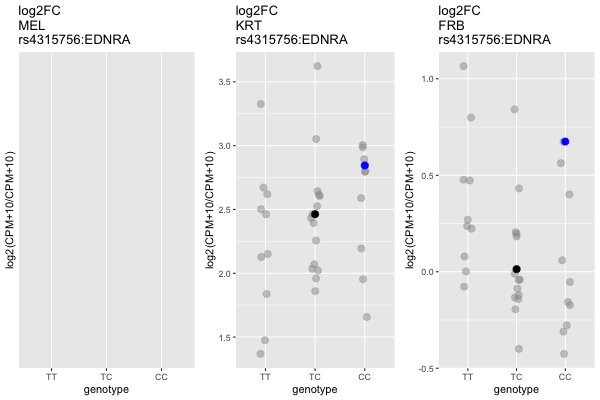 log2FC
MEL
rs4315756:EDNRA
log2(CPM+10/CPM+10)
TT TC CC
genotype
log2FC
KRT
rs4315756:EDNRA
log2(CPM+10/CPM+10)
3.5
3.0
2.5
2.0
1.5
TT TC CC
genotype
log2FC
FRB
rs4315756:EDNRA
log2(CPM+10/CPM+10)
1.0
0.5
0.0
-0.5
TT TC CC
genotype